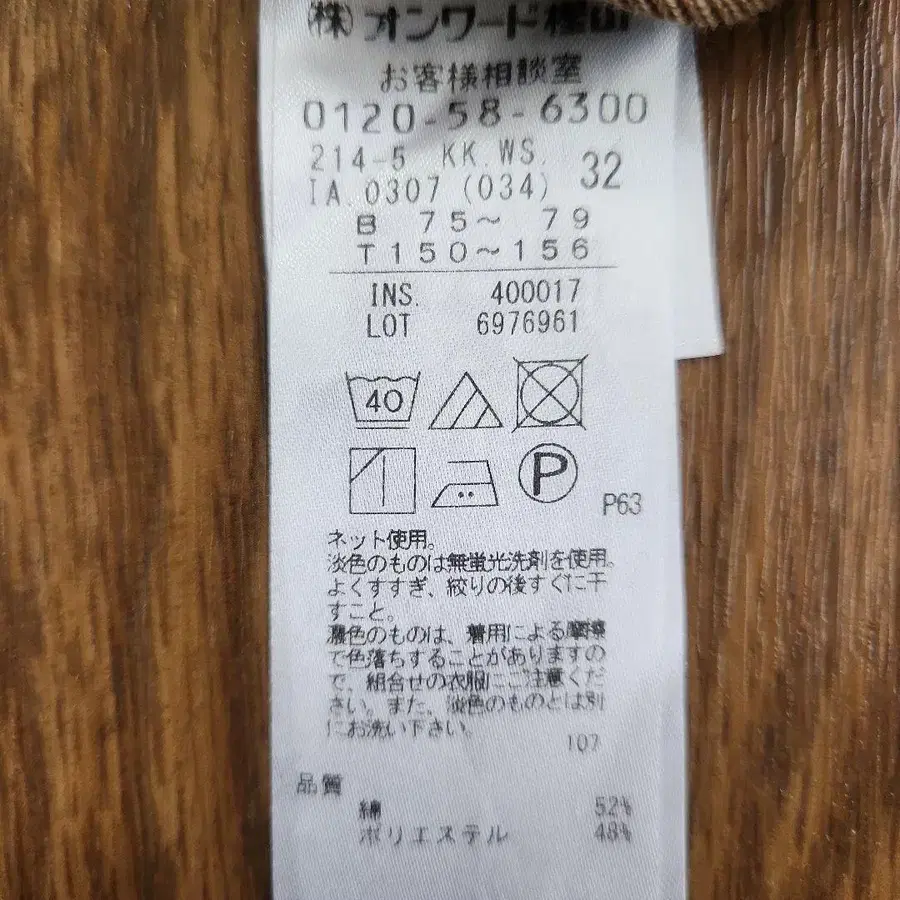 (株)オンワード樫山
お客様相談室
0120-58-6300
214-5 KK.WS.
IA.0307 (034) 32
B 75～ 79
T150～156
INS. 400017
LOT 6976961
40
P
P63
ネット使用。
淡色のものは無蛍光洗剤を使用。
よくすすぎ、絞りの後すぐに干
すこと。
濃色のものは、着用による摩擦
で色落ちすることがありますの
で、組合せの衣服にご注意くだ
さい。また、淡色のものとは別
にお洗い下さい。
107
品質
綿 52%
ポリエステル 48%